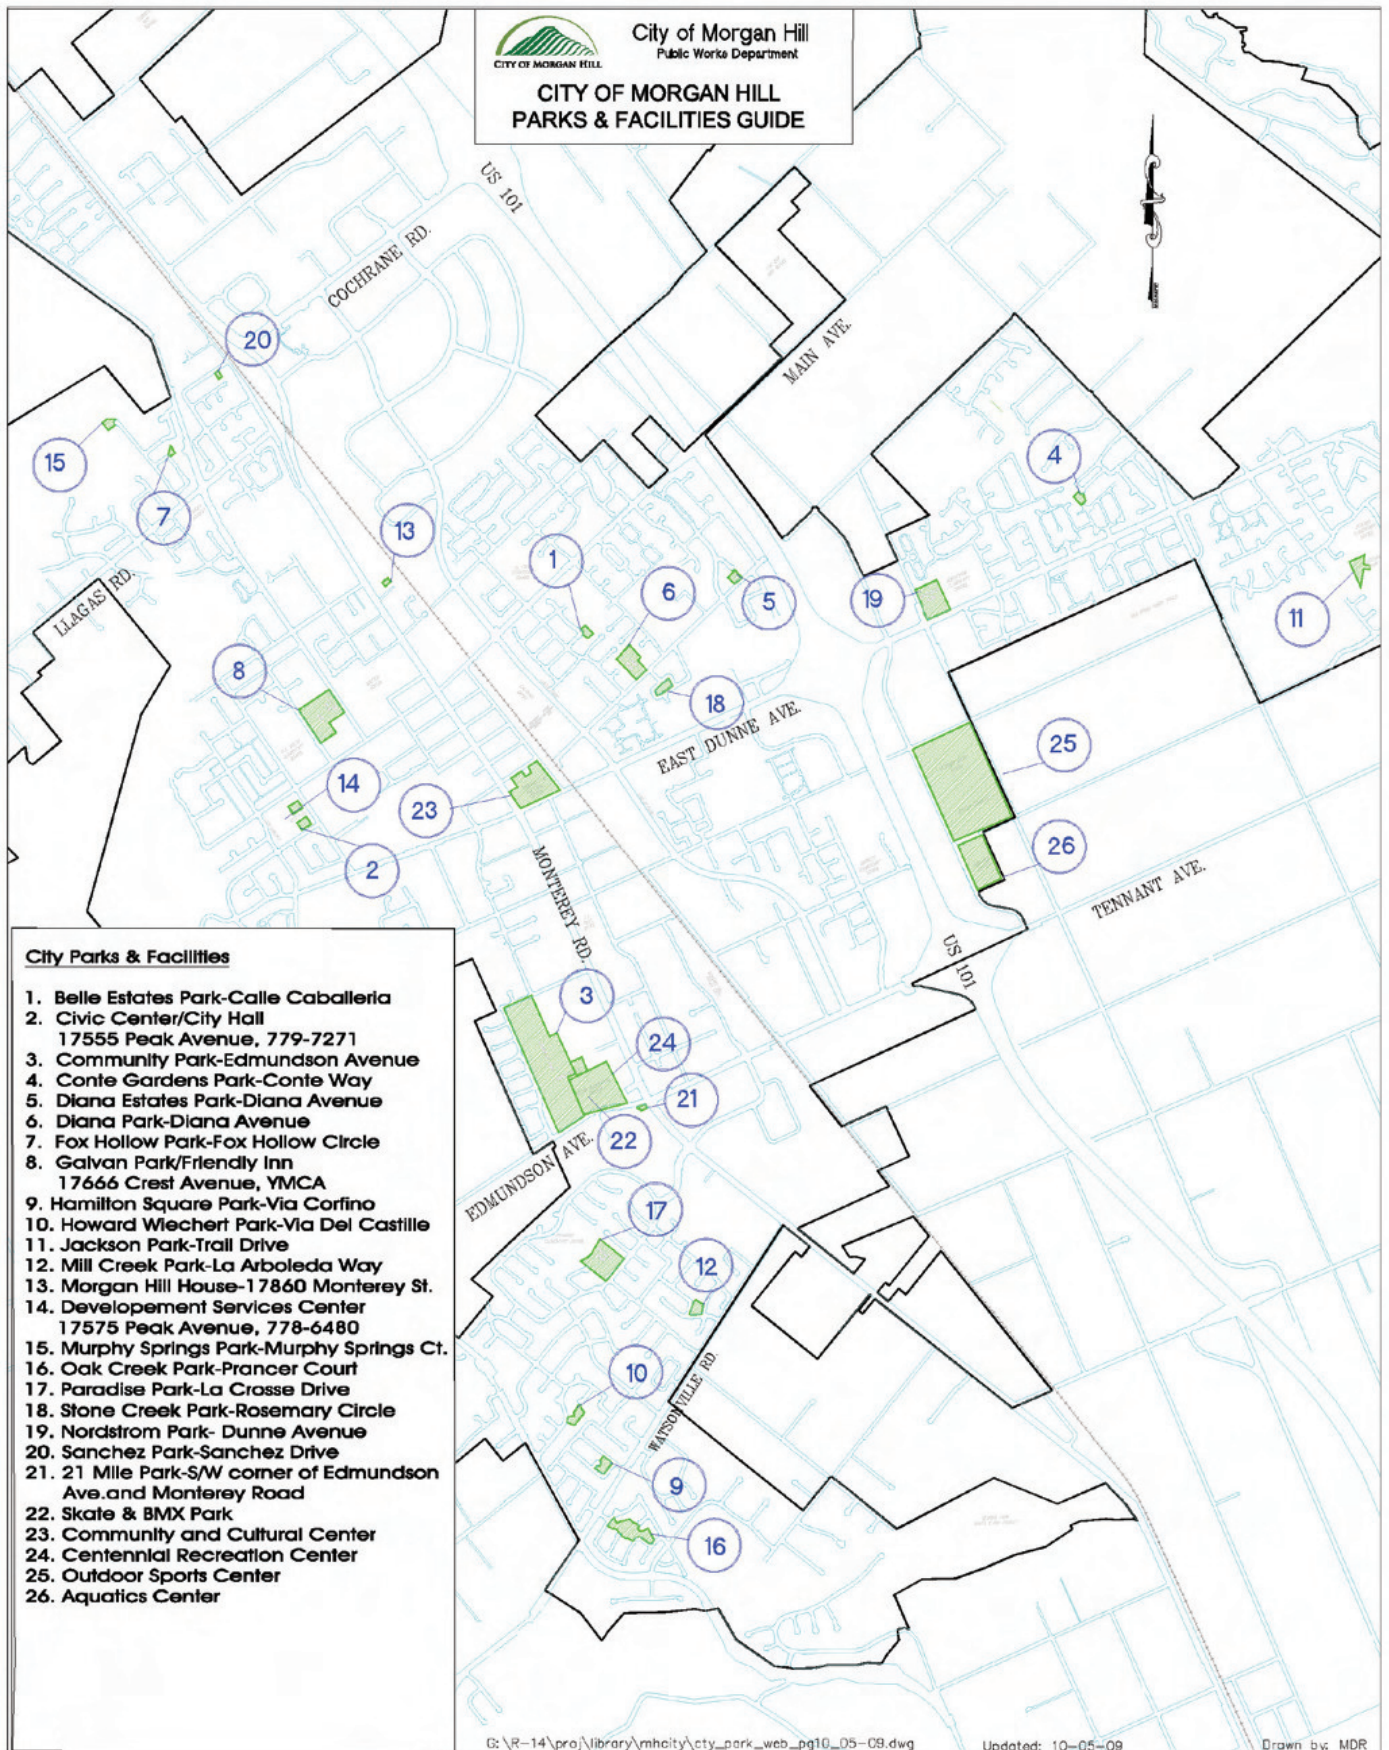 CITY OF MORGAN HILL
City of Morgan Hill
Public Works Department
CITY OF MORGAN HILL
PARKS & FACILITIES GUIDE
US 101
COCHRANE RD.
MAIN AVE.
20
15
7
13
4
1
6
5
19
11
LLAGAS RD.
8
18
EAST DUNNE AVE.
25
14
23
2
26
MONTEREY RD.
TENNANT AVE.
US 101
3
24
21
22
EDMUNDSON AVE.
17
12
10
WATSONVILLE RD.
9
16
City Parks & Facilities
1. Belle Estates Park-Calle Caballeria
2. Civic Center/City Hall
17555 Peak Avenue, 779-7271
3. Community Park-Edmundson Avenue
4. Conte Gardens Park-Conte Way
5. Diana Estates Park-Diana Avenue
6. Diana Park-Diana Avenue
7. Fox Hollow Park-Fox Hollow Circle
8. Galvan Park/Friendly Inn
17666 Crest Avenue, YMCA
9. Hamilton Square Park-Via Corfino
10. Howard Wiechert Park-Via Del Castille
11. Jackson Park-Trail Drive
12. Mill Creek Park-La Arboleda Way
13. Morgan Hill House-17860 Monterey St.
14. Developement Services Center
17575 Peak Avenue, 778-6480
15. Murphy Springs Park-Murphy Springs Ct.
16. Oak Creek Park-Prancer Court
17. Paradise Park-La Crosse Drive
18. Stone Creek Park-Rosemary Circle
19. Nordstrom Park- Dunne Avenue
20. Sanchez Park-Sanchez Drive
21. 21 Mile Park-S/W corner of Edmundson
Ave.and Monterey Road
22. Skate & BMX Park
23. Community and Cultural Center
24. Centennial Recreation Center
25. Outdoor Sports Center
26. Aquatics Center
G:\R-14\proj\library\mhcity\cty_park_web_pg10_05-09.dwg
Updated: 10-05-09
Drawn by: MDR